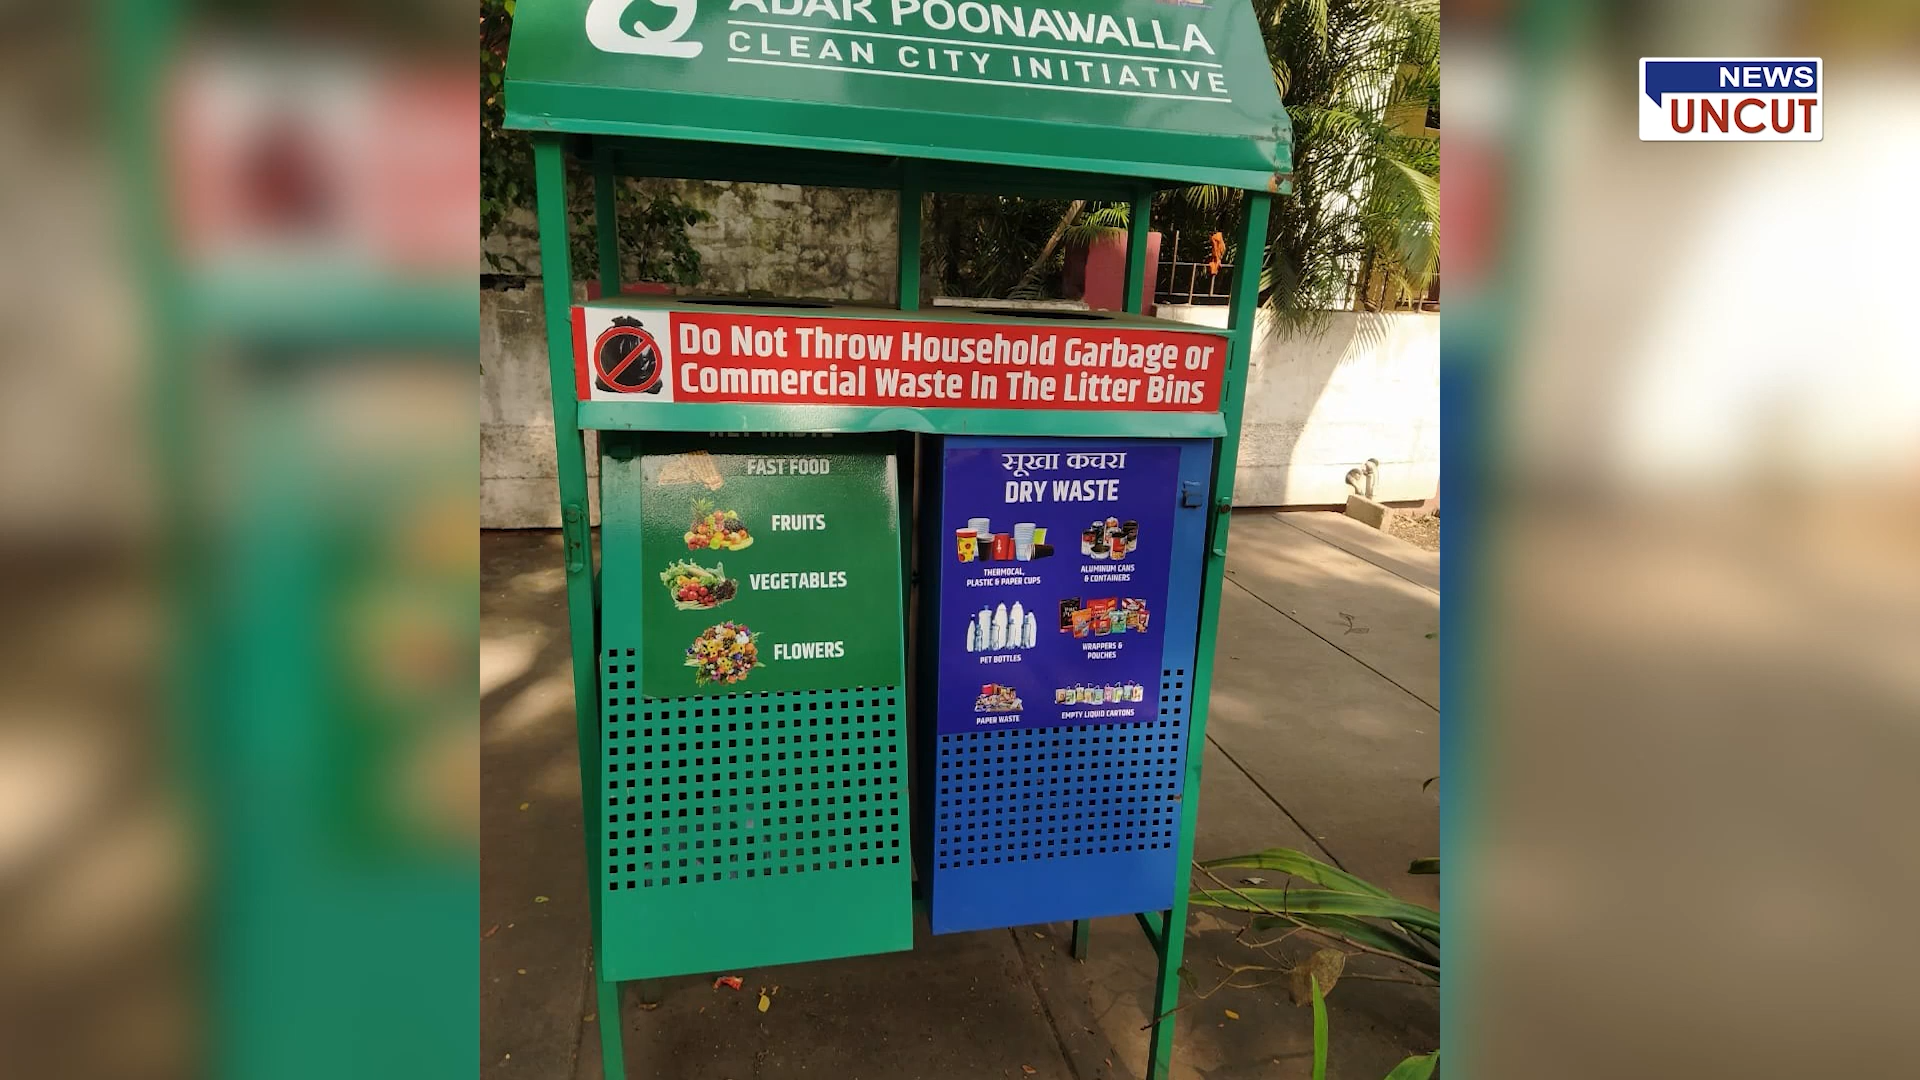 ADAR POONAWALLA
CLEAN CITY INITIATIVE
NEWS
UNCUT
Do Not Throw Household Garbage or
Commercial Waste In The Litter Bins
WET WASTE
FAST FOOD
FRUITS
VEGETABLES
FLOWERS
सूखा कचरा
DRY WASTE
THERMOCAL,
PLASTIC & PAPER CUPS
ALUMINUM CANS
& CONTAINERS
PET BOTTLES
WRAPPERS &
POUCHES
PAPER WASTE
EMPTY LIQUID CARTONS